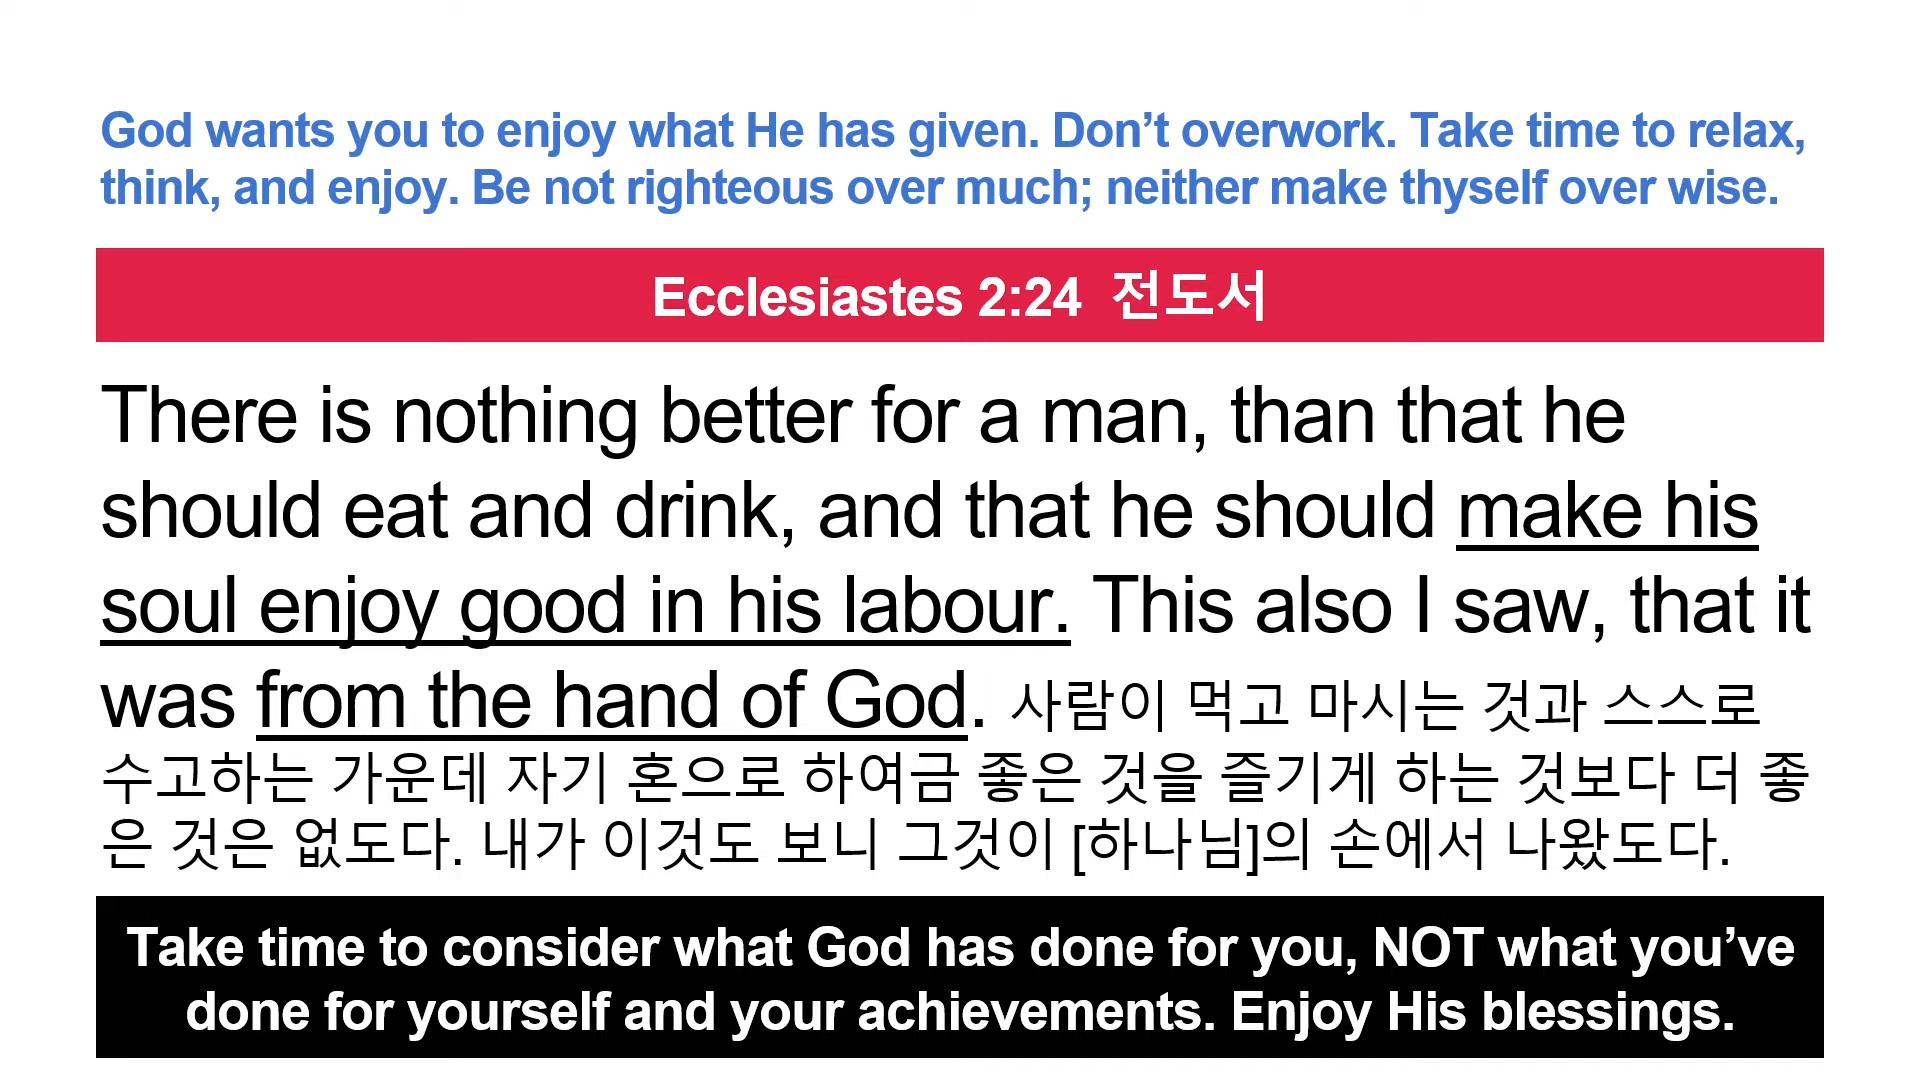 God wants you to enjoy what He has given. Don’t overwork. Take time to relax,
think, and enjoy. Be not righteous over much; neither make thyself over wise.
Ecclesiastes 2:24 전도서
There is nothing better for a man, than that he
should eat and drink, and that he should make his
soul enjoy good in his labour. This also I saw, that it
was from the hand of God. 사람이 먹고 마시는 것과 스스로
수고하는 가운데 자기 혼으로 하여금 좋은 것을 즐기게 하는 것보다 더 좋
은 것은 없도다. 내가 이것도 보니 그것이 [하나님]의 손에서 나왔도다.
Take time to consider what God has done for you, NOT what you’ve
done for yourself and your achievements. Enjoy His blessings.